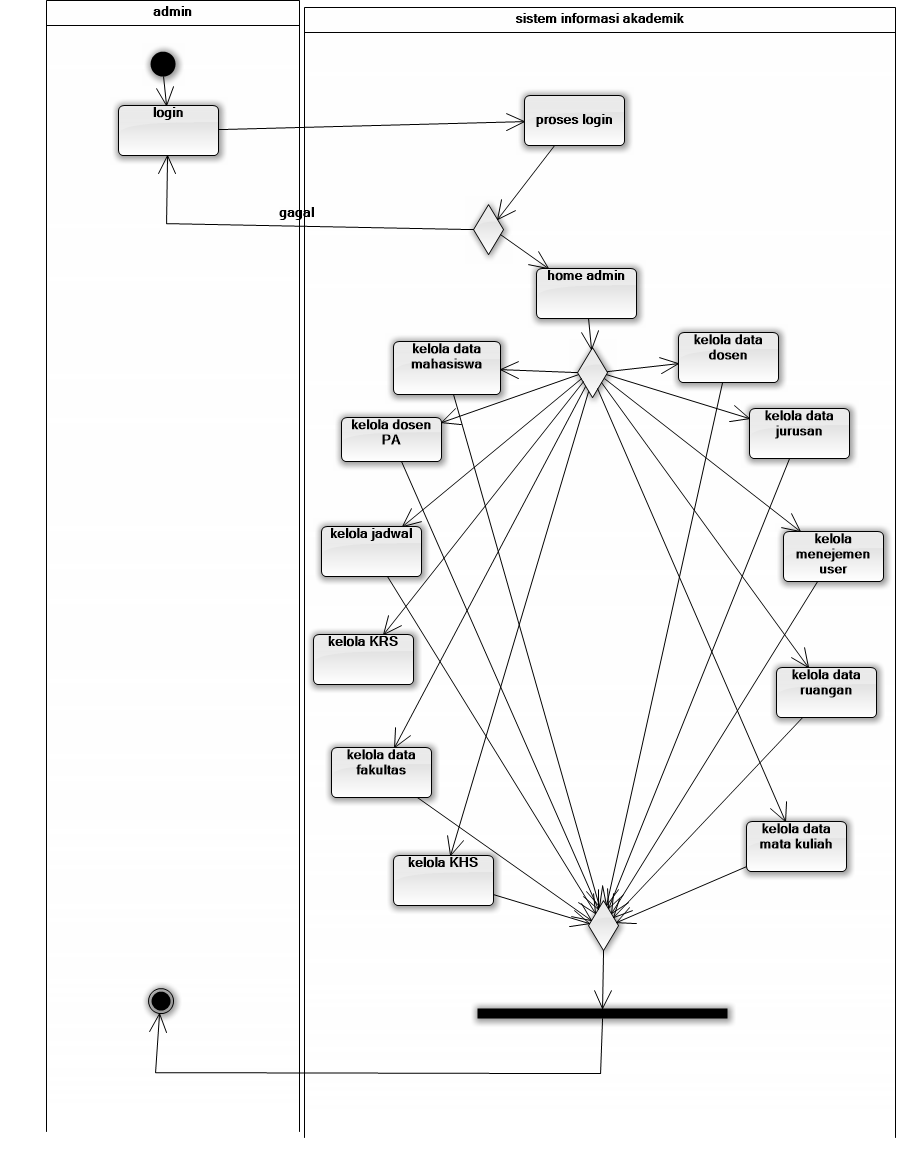 admin
sistem informasi akademik
login
proses login
gagal
home admin
kelola data
mahasiswa
kelola data
dosen
kelola dosen
PA
kelola data
jurusan
kelola jadwal
kelola
menejemen
user
kelola KRS
kelola data
ruangan
kelola data
fakultas
kelola data
mata kuliah
kelola KHS